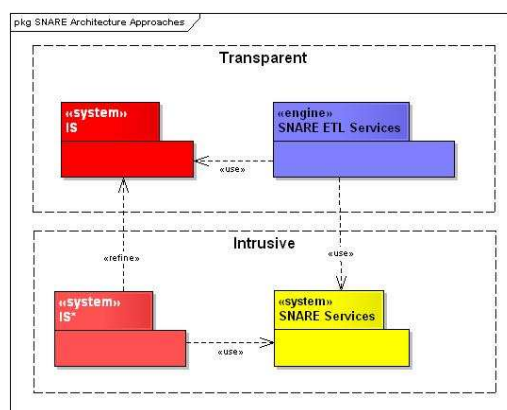 pkg SNARE Architecture Approaches
Transparent
«system»
IS
«engine»
SNARE ETL Services
«use»
«refine»
«use»
Intrusive
«system»
IS*
«system»
SNARE Services
«use»